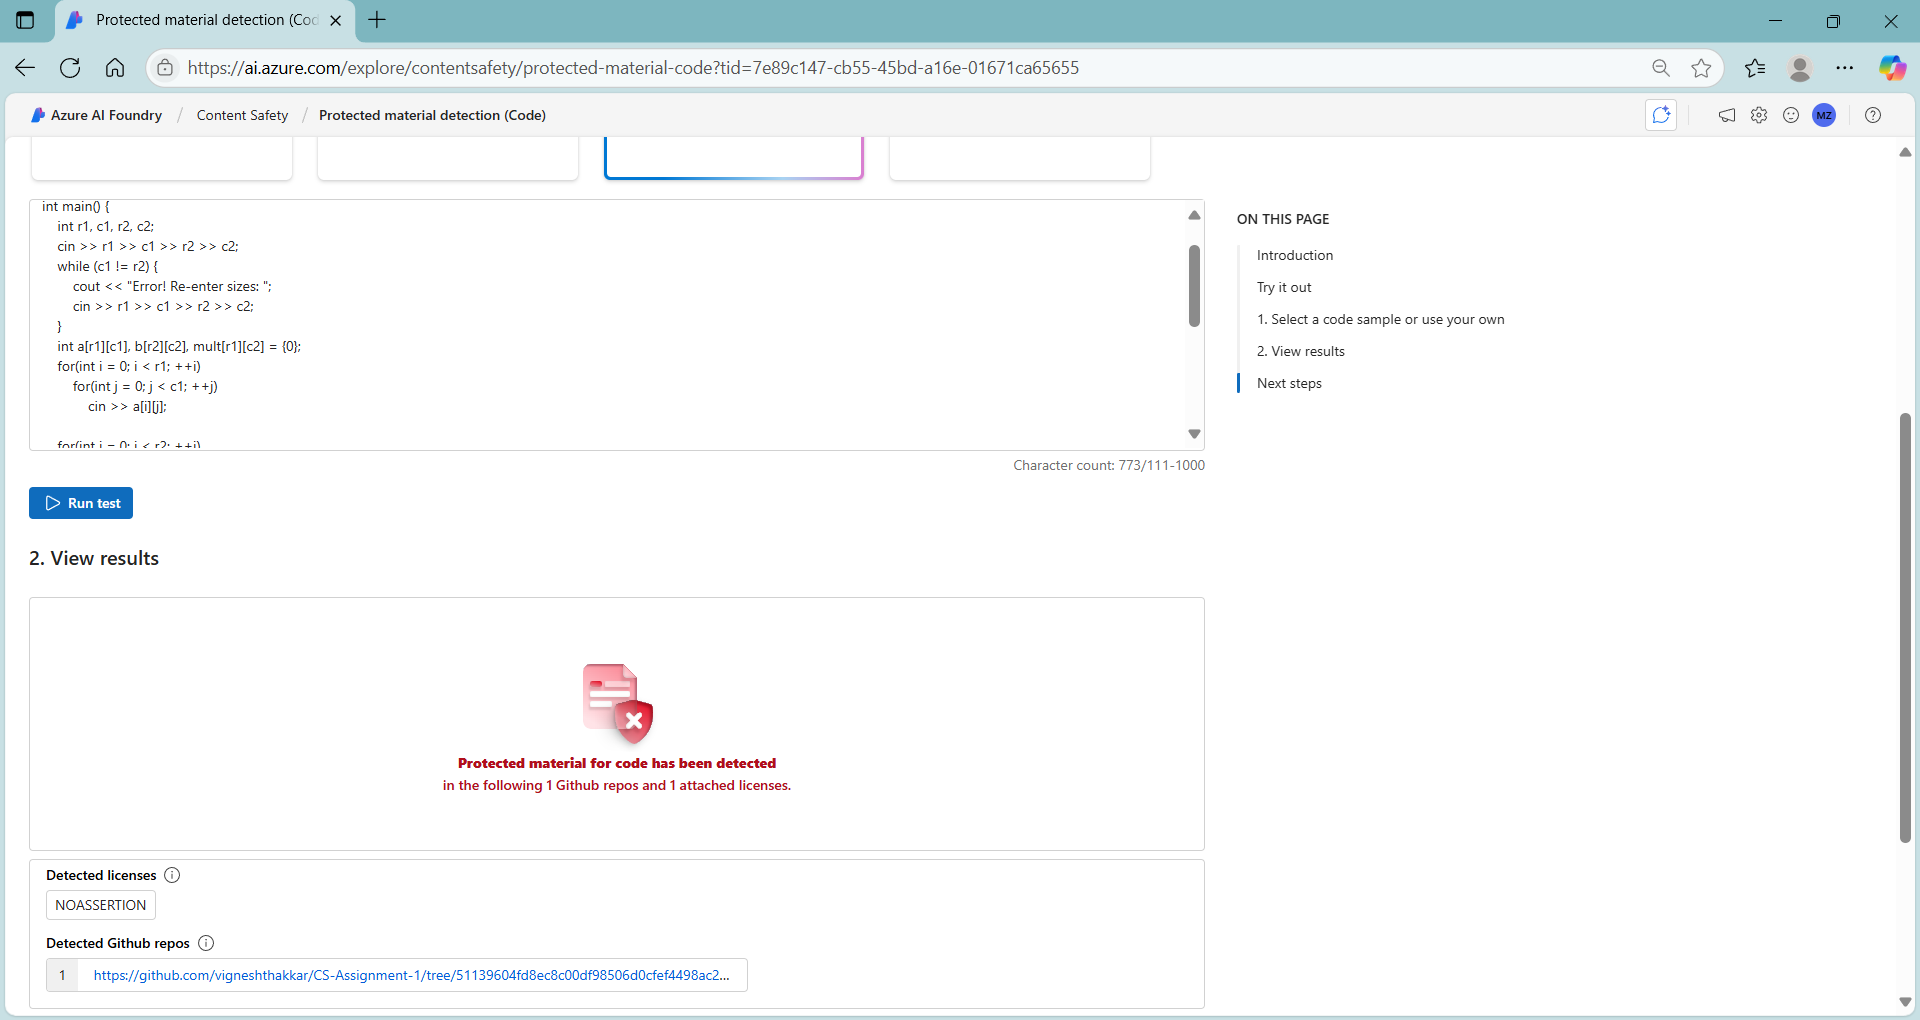 Protected material detection (Cod
https://ai.azure.com/explore/contentsafety/protected-material-code?tid=7e89c147-cb55-45bd-a16e-01671ca65655
Azure AI Foundry / Content Safety / Protected material detection (Code)
MZ
int main() {
int r1, c1, r2, c2;
cin >> r1 >> c1 >> r2 >> c2;
while (c1 != r2) {
cout << "Error! Re-enter sizes: ";
cin >> r1 >> c1 >> r2 >> c2;
}
int a[r1][c1], b[r2][c2], mult[r1][c2] = {0};
for(int i = 0; i < r1; ++i)
for(int j = 0; j < c1; ++j)
cin >> a[i][j];
for(int i = 0; i < r2; ++i)
Character count: 773/111-1000
Run test
2. View results
Protected material for code has been detected
in the following 1 Github repos and 1 attached licenses.
Detected licenses
NOASSERTION
Detected Github repos
1 https://github.com/vigneshthakkar/CS-Assignment-1/tree/51139604fd8ec8c00df98506d0cfef4498ac2...
ON THIS PAGE
Introduction
Try it out
1. Select a code sample or use your own
2. View results
Next steps